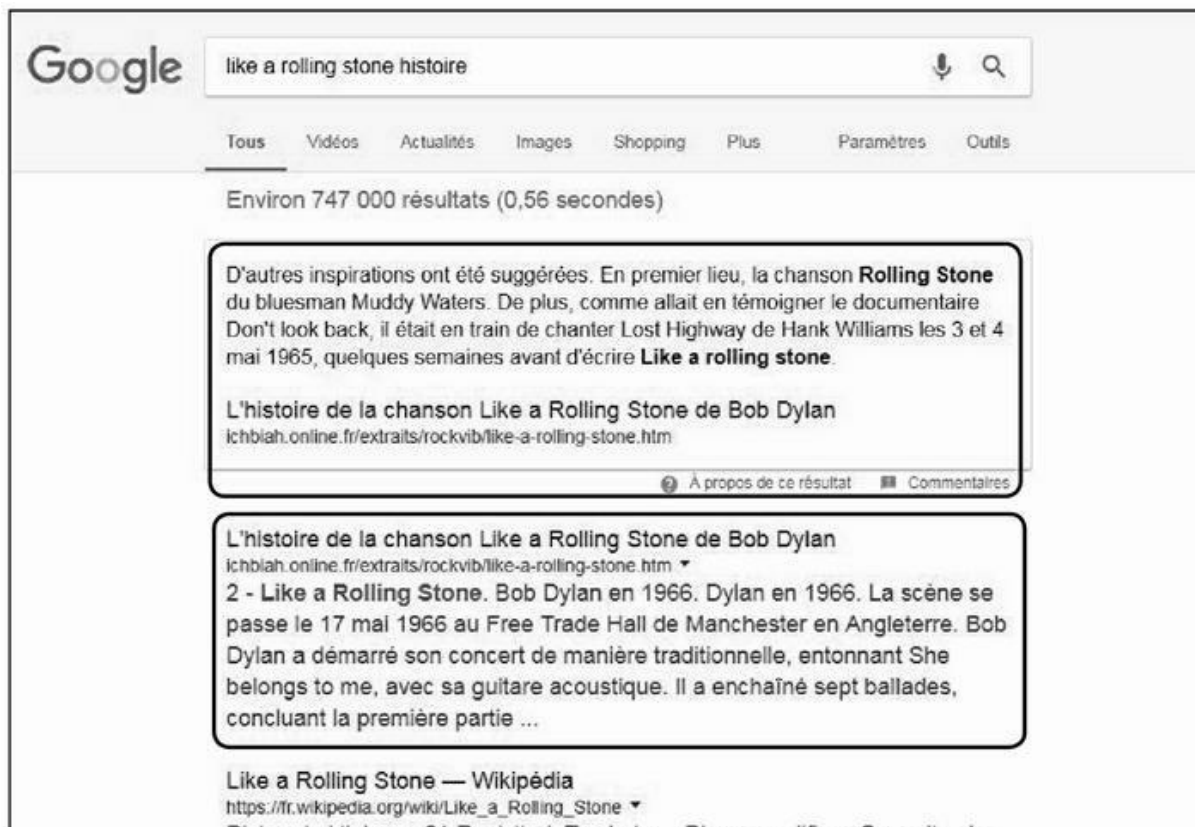 Google
like a rolling stone histoire
Tous Vidéos Actualités Images Shopping Plus Paramètres Outils
Environ 747 000 résultats (0,56 secondes)
D'autres inspirations ont été suggérées. En premier lieu, la chanson Rolling Stone
du bluesman Muddy Waters. De plus, comme allait en témoigner le documentaire
Don't look back, il était en train de chanter Lost Highway de Hank Williams les 3 et 4
mai 1965, quelques semaines avant d'écrire Like a rolling stone.
L'histoire de la chanson Like a Rolling Stone de Bob Dylan
ichbiah.online.fr/extraits/rockvib/like-a-rolling-stone.htm
À propos de ce résultat Commentaires
L'histoire de la chanson Like a Rolling Stone de Bob Dylan
ichbiah.online.fr/extraits/rockvib/like-a-rolling-stone.htm
2 - Like a Rolling Stone. Bob Dylan en 1966. Dylan en 1966. La scène se
passe le 17 mai 1966 au Free Trade Hall de Manchester en Angleterre. Bob
Dylan a démarré son concert de manière traditionnelle, entonnant She
belongs to me, avec sa guitare acoustique. Il a enchaîné sept ballades,
concluant la première partie ...
Like a Rolling Stone — Wikipédia
https://fr.wikipedia.org/wiki/Like_a_Rolling_Stone